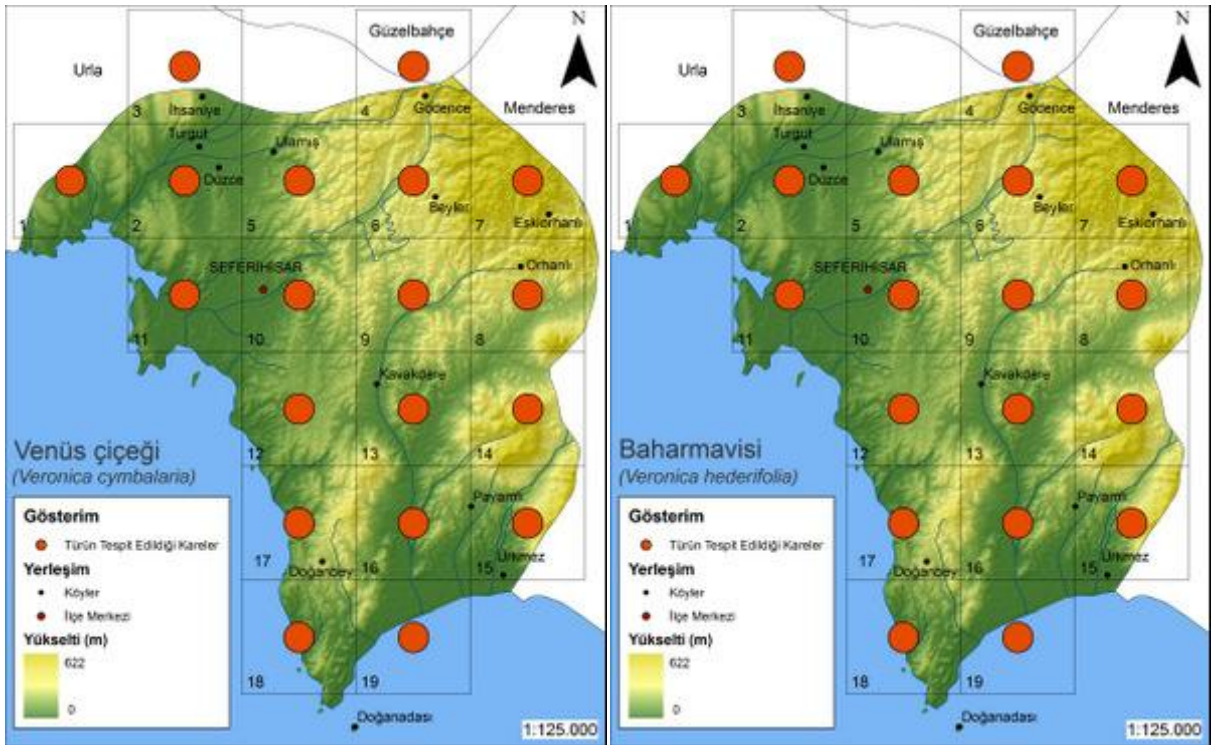 Güzelbahçe
N
Urla
3
İhsaniye
4
Gödence
Menderes
Turgut
Ulamış
Düzce
Beyler
Eskiorhanlı
1
2
5
6
7
SEFERİHİSAR
Orhanlı
11
10
9
8
Kavakdere
Venüs çiçeği
(Veronica cymbalaria)
12
13
14
Payamlı
Gösterim
Türün Tespit Edildiği Kareler
Yerleşim
Köyler
İlçe Merkezi
Yükselti (m)
622
0
17
Doğanbey
16
15
Ürkmez
18
19
Doğanadası
1:125.000
Güzelbahçe
N
Urla
3
İhsaniye
4
Gödence
Menderes
Turgut
Ulamış
Düzce
Beyler
Eskiorhanlı
1
2
5
6
7
SEFERİHİSAR
Orhanlı
11
10
9
8
Kavakdere
Baharmavisi
(Veronica hederifolia)
12
13
14
Payamlı
Gösterim
Türün Tespit Edildiği Kareler
Yerleşim
Köyler
İlçe Merkezi
Yükselti (m)
622
0
17
Doğanbey
16
15
Ürkmez
18
19
Doğanadası
1:125.000